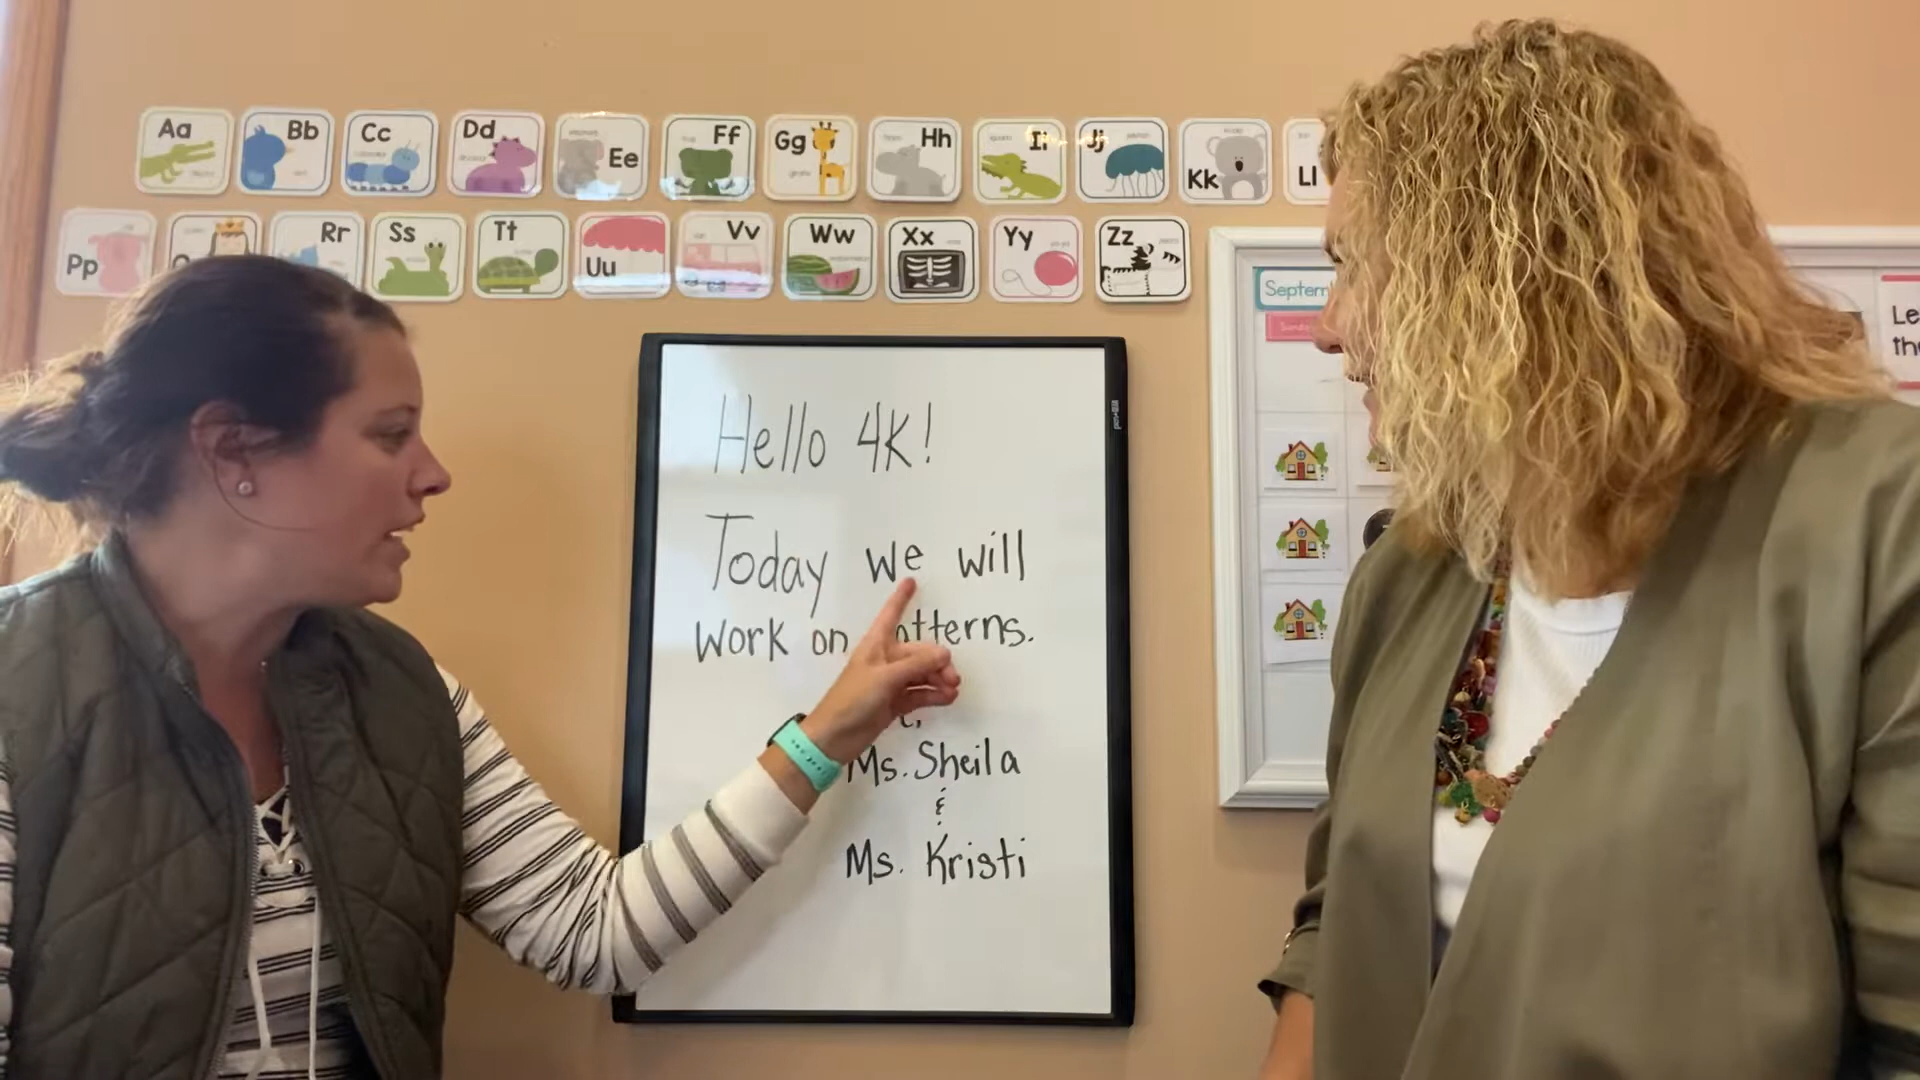 Aa Bb Cc Dd Ee Ff Gg Hh Ii Jj Kk Ll
Pp Rr Ss Tt Uu Vv Ww Xx Yy Zz
Hello 4K!
Today we will
work on
Ms. Sheila
&
Ms. Kristi